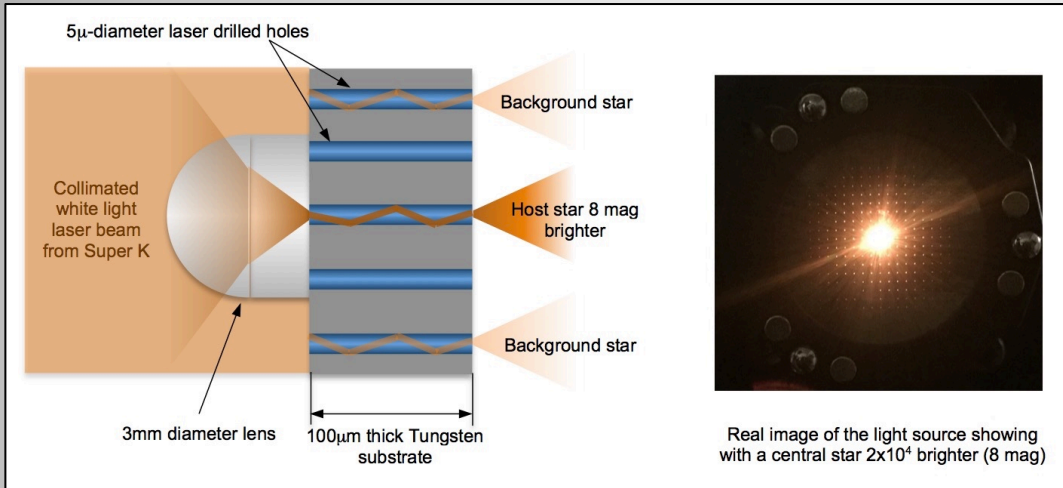 5μ-diameter laser drilled holes
Background star
Collimated
white light
laser beam
from Super K
Host star 8 mag
brighter
Background star
3mm diameter lens
100μm thick Tungsten
substrate
Real image of the light source showing
with a central star 2x10⁴ brighter (8 mag)